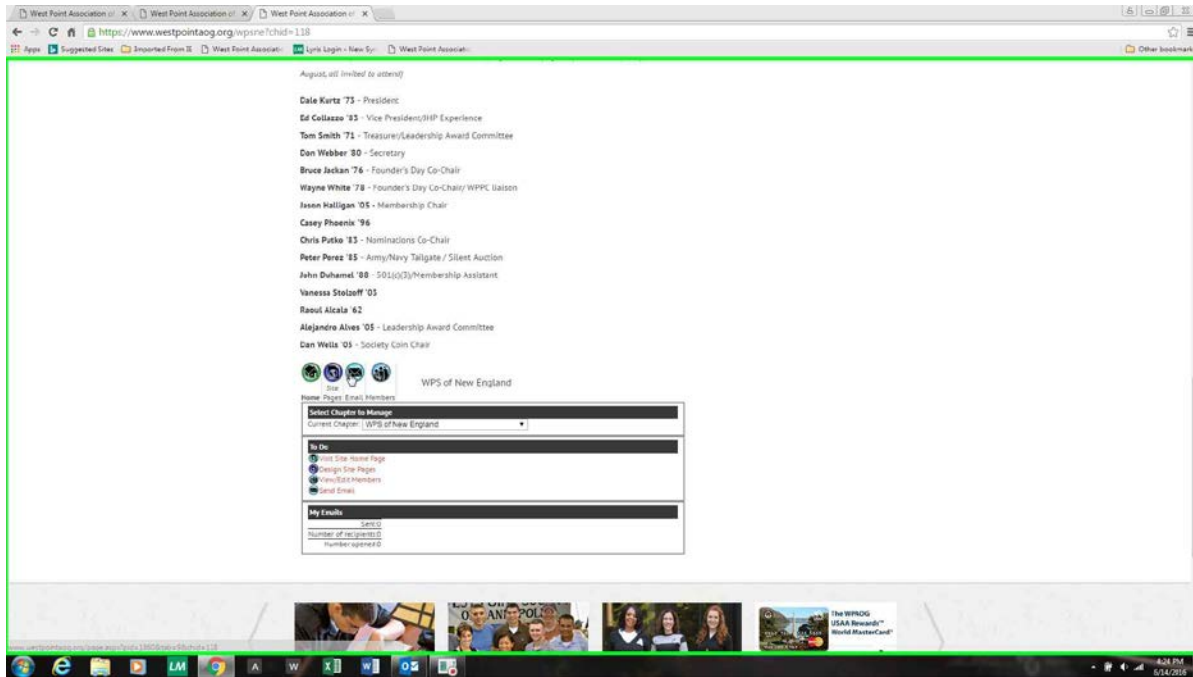 West Point Association of
West Point Association of
West Point Association of
https://www.westpointaog.org/wpsne?chid=118
Apps
Suggested Sites
Imported From IE
West Point Associati
Lyris Login - New Sy
West Point Associati
Other bookmark
August, all invited to attend)
Dale Kurtz '73 - President
Ed Collazo '83 - Vice President/JHP Experience
Tom Smith '71 - Treasurer/Leadership Award Committee
Don Webber '80 - Secretary
Bruce Jackan '76 - Founder's Day Co-Chair
Wayne White '78 - Founder's Day Co-Chair/ WPPC liaison
Jason Halligan '05 - Membership Chair
Casey Phoenix '96
Chris Putko '83 - Nominations Co-Chair
Peter Perez '85 - Army/Navy Tailgate / Silent Auction
John Duhamel '88 - 501(c)(3)/Membership Assistant
Vanessa Stolzoff '03
Raoul Alcala '62
Alejandro Alves '05 - Leadership Award Committee
Dan Wells '05 - Society Coin Chair
WPS of New England
Site
Home Pages Email Members
Select Chapter to Manage
Current Chapter: WPS of New England
To Do
Visit Site Home Page
Design Site Pages
View/Edit Members
Send Email
My Emails
Sent:0
Number of recipients:0
Number opened:0
The WPAOG
USAA Rewards™
World MasterCard®
LM
4:24 PM
6/14/2016